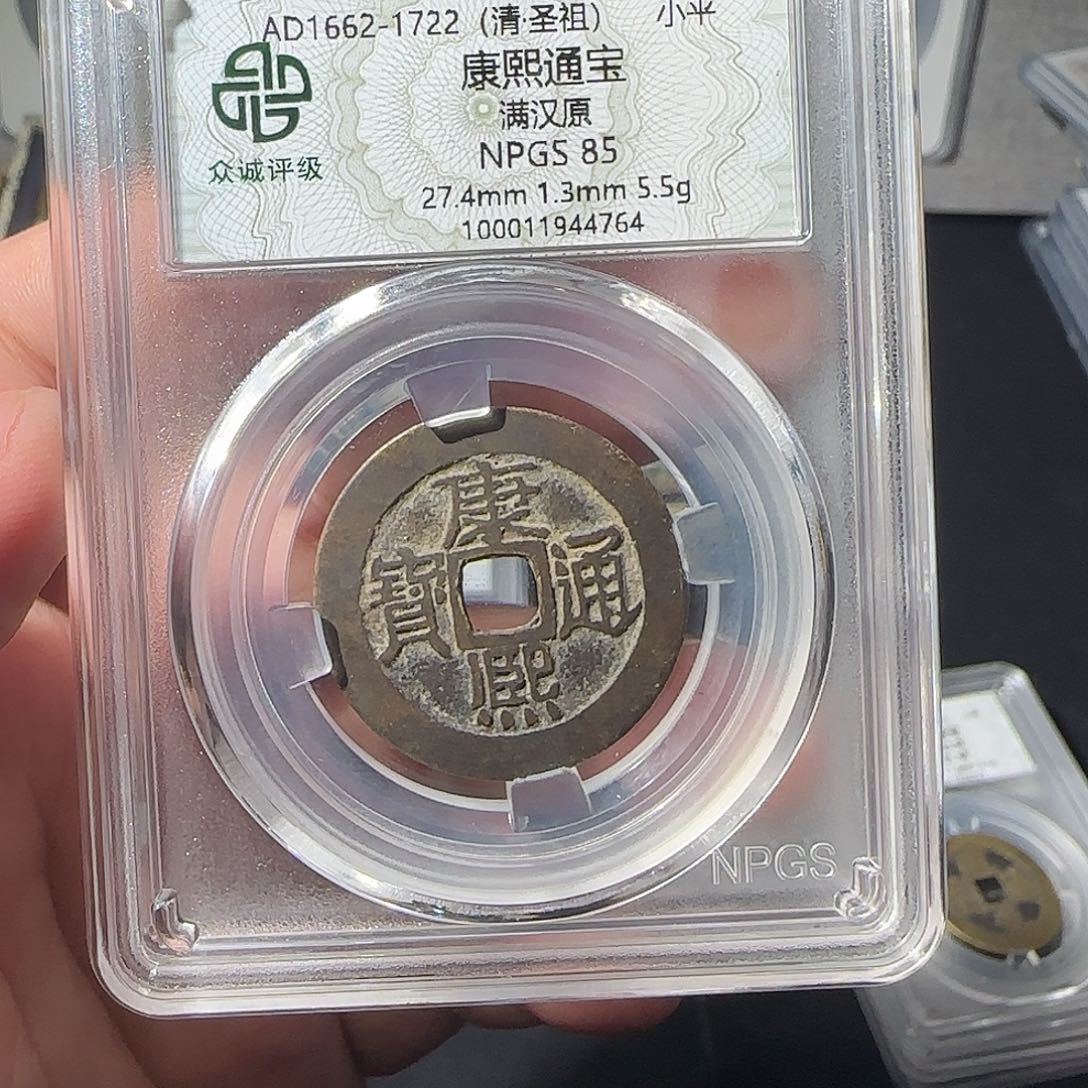 AD1662-1722（清·圣祖） 小平
康熙通宝
满汉原
众诚评级
NPGS 85
27.4mm 1.3mm 5.5g
100011944764
康
寶 通
熙
NPGS